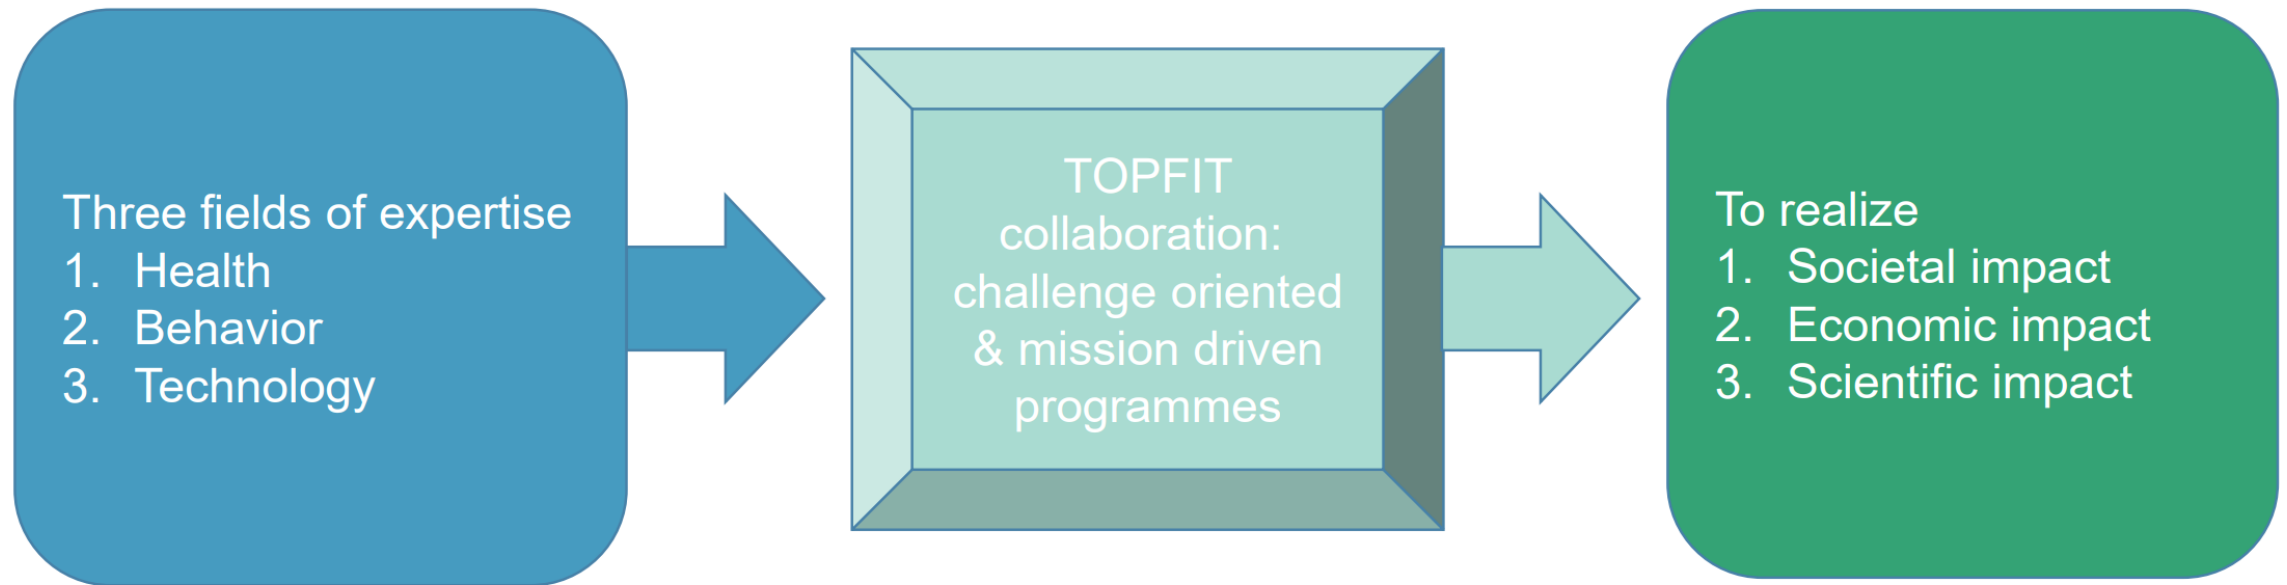 Three fields of expertise
1. Health
2. Behavior
3. Technology
TOPFIT
collaboration:
challenge oriented
& mission driven
programmes
To realize
1. Societal impact
2. Economic impact
3. Scientific impact